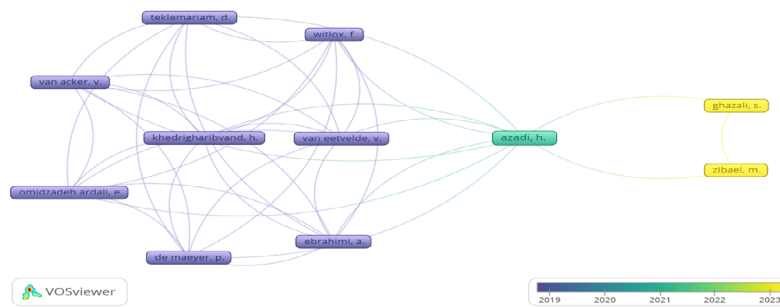 teklemariam, d.
witlox, f.
van acker, v.
ghazali, s.
khedrigharibvand, h.
van eetvelde, v.
azadi, h.
zibaei, m.
omidzadeh ardali, e.
ebrahimi, a.
de maeyer, p.
VOSviewer
2019 2020 2021 2022 2023